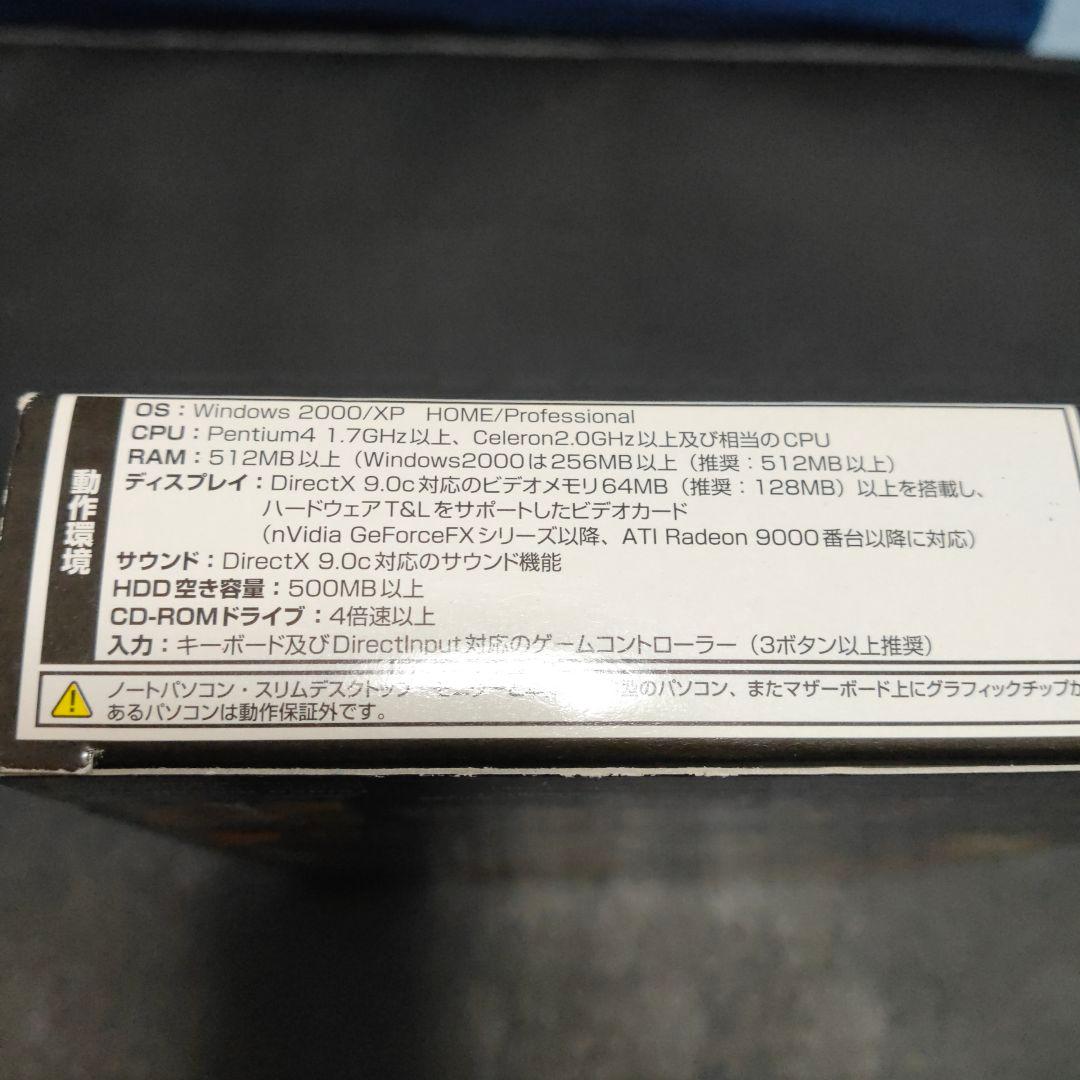 動作環境
OS：Windows 2000/XP HOME/Professional
CPU：Pentium4 1.7GHz以上、Celeron2.0GHz以上及び相当のCPU
RAM：512MB以上（Windows2000は256MB以上（推奨：512MB以上）
ディスプレイ：DirectX 9.0c対応のビデオメモリ64MB（推奨：128MB）以上を搭載し、
ハードウェアT&Lをサポートしたビデオカード
（nVidia GeForceFXシリーズ以降、ATI Radeon 9000番台以降に対応）
サウンド：DirectX 9.0c対応のサウンド機能
HDD空き容量：500MB以上
CD-ROMドライブ：4倍速以上
入力：キーボード及びDirectInput対応のゲームコントローラー（3ボタン以上推奨）
ノートパソコン・スリムデスクトップ のパソコン、またマザーボード上にグラフィックチップが
あるパソコンは動作保証外です。